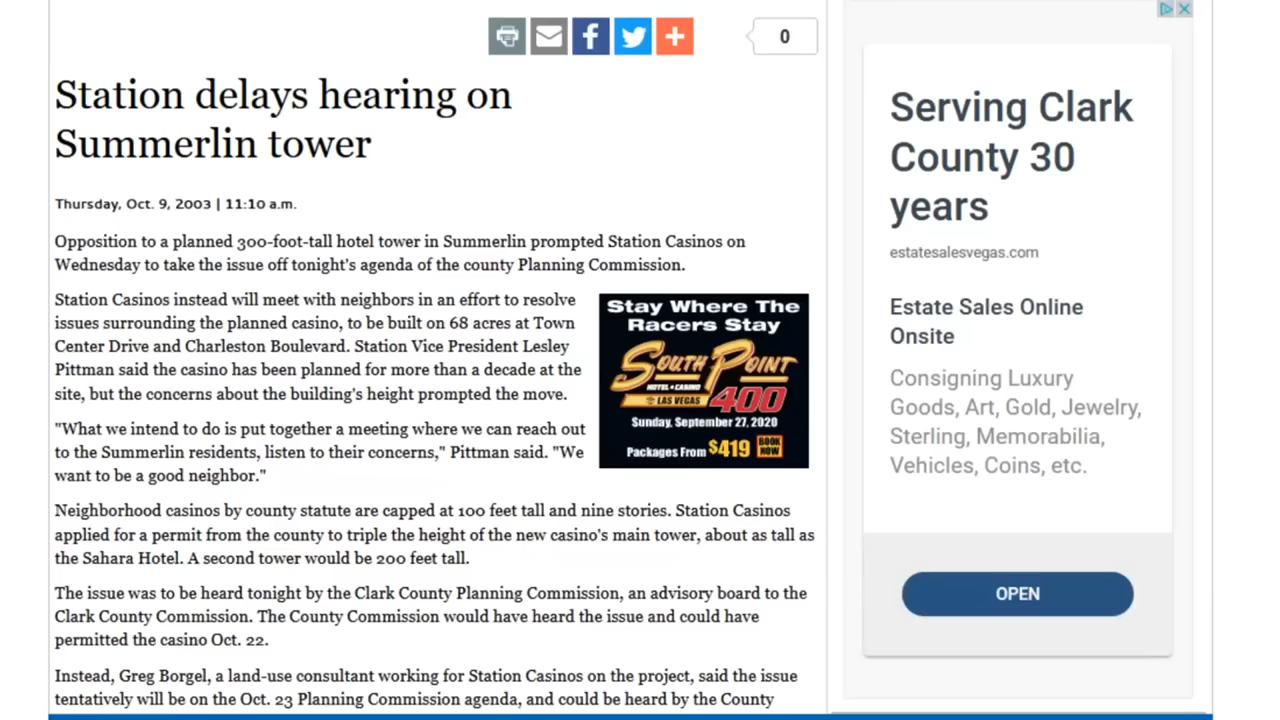 0
Station delays hearing on
Summerlin tower
Thursday, Oct. 9, 2003 | 11:10 a.m.
Opposition to a planned 300-foot-tall hotel tower in Summerlin prompted Station Casinos on
Wednesday to take the issue off tonight's agenda of the county Planning Commission.
Station Casinos instead will meet with neighbors in an effort to resolve
issues surrounding the planned casino, to be built on 68 acres at Town
Center Drive and Charleston Boulevard. Station Vice President Lesley
Pittman said the casino has been planned for more than a decade at the
site, but the concerns about the building's height prompted the move.
"What we intend to do is put together a meeting where we can reach out
to the Summerlin residents, listen to their concerns," Pittman said. "We
want to be a good neighbor."
Stay Where The
Racers Stay
South Point
HOTEL • CASINO
LAS VEGAS
400
Sunday, September 27, 2020
Packages From $419 BOOK
NOW
Neighborhood casinos by county statute are capped at 100 feet tall and nine stories. Station Casinos
applied for a permit from the county to triple the height of the new casino's main tower, about as tall as
the Sahara Hotel. A second tower would be 200 feet tall.
The issue was to be heard tonight by the Clark County Planning Commission, an advisory board to the
Clark County Commission. The County Commission would have heard the issue and could have
permitted the casino Oct. 22.
Instead, Greg Borgel, a land-use consultant working for Station Casinos on the project, said the issue
tentatively will be on the Oct. 23 Planning Commission agenda, and could be heard by the County
Serving Clark
County 30
years
estatesalesvegas.com
Estate Sales Online
Onsite
Consigning Luxury
Goods, Art, Gold, Jewelry,
Sterling, Memorabilia,
Vehicles, Coins, etc.
OPEN